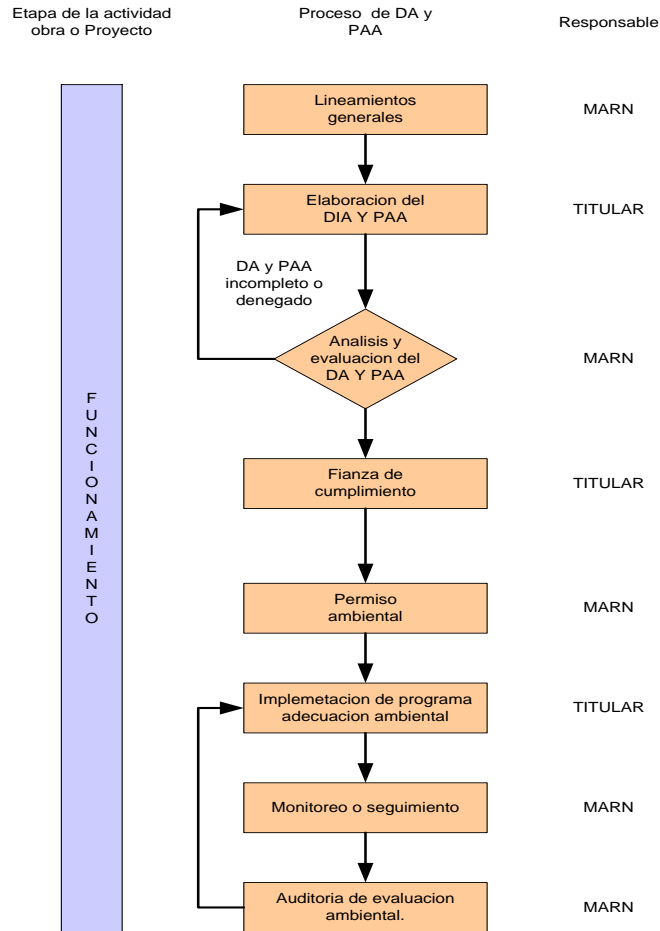 Etapa de la actividad
obra o Proyecto
Proceso de DA y
PAA
Responsable
Lineamientos
generales
MARN
Elaboracion del
DIA Y PAA
TITULAR
DA y PAA
incompleto o
denegado
Analisis y
evaluacion del
DA Y PAA
MARN
F
U
N
C
I
O
N
A
M
I
E
N
T
O
Fianza de
cumplimiento
TITULAR
Permiso
ambiental
MARN
Implemetacion de programa
adecuacion ambiental
TITULAR
Monitoreo o seguimiento
MARN
Auditoria de evaluacion
ambiental.
MARN